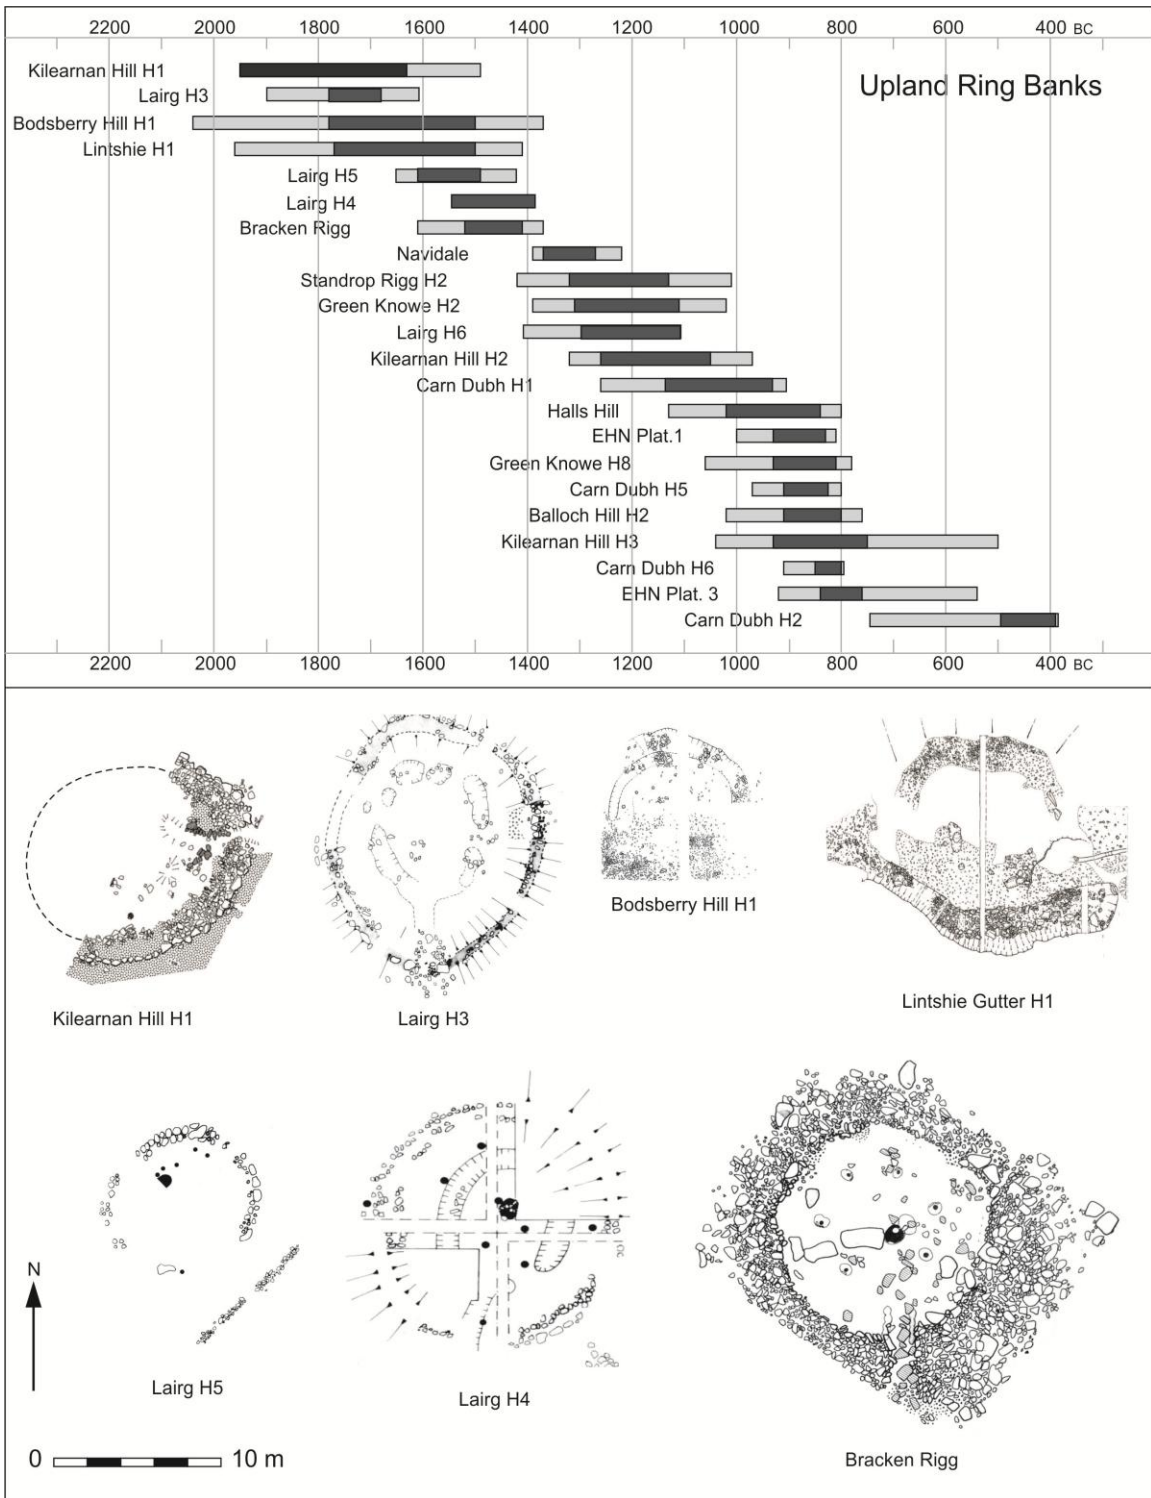 2200 2000 1800 1600 1400 1200 1000 800 600 400 BC
Upland Ring Banks
Kilearnan Hill H1
Lairg H3
Bodsberry Hill H1
Lintshie H1
Lairg H5
Lairg H4
Bracken Rigg
Navidale
Standrop Rigg H2
Green Knowe H2
Lairg H6
Kilearnan Hill H2
Carn Dubh H1
Halls Hill
EHN Plat.1
Green Knowe H8
Carn Dubh H5
Balloch Hill H2
Kilearnan Hill H3
Carn Dubh H6
EHN Plat. 3
Carn Dubh H2
2200 2000 1800 1600 1400 1200 1000 800 600 400 BC
Kilearnan Hill H1
Lairg H3
Bodsberry Hill H1
Lintshie Gutter H1
N
Lairg H5
Lairg H4
Bracken Rigg
0 10 m